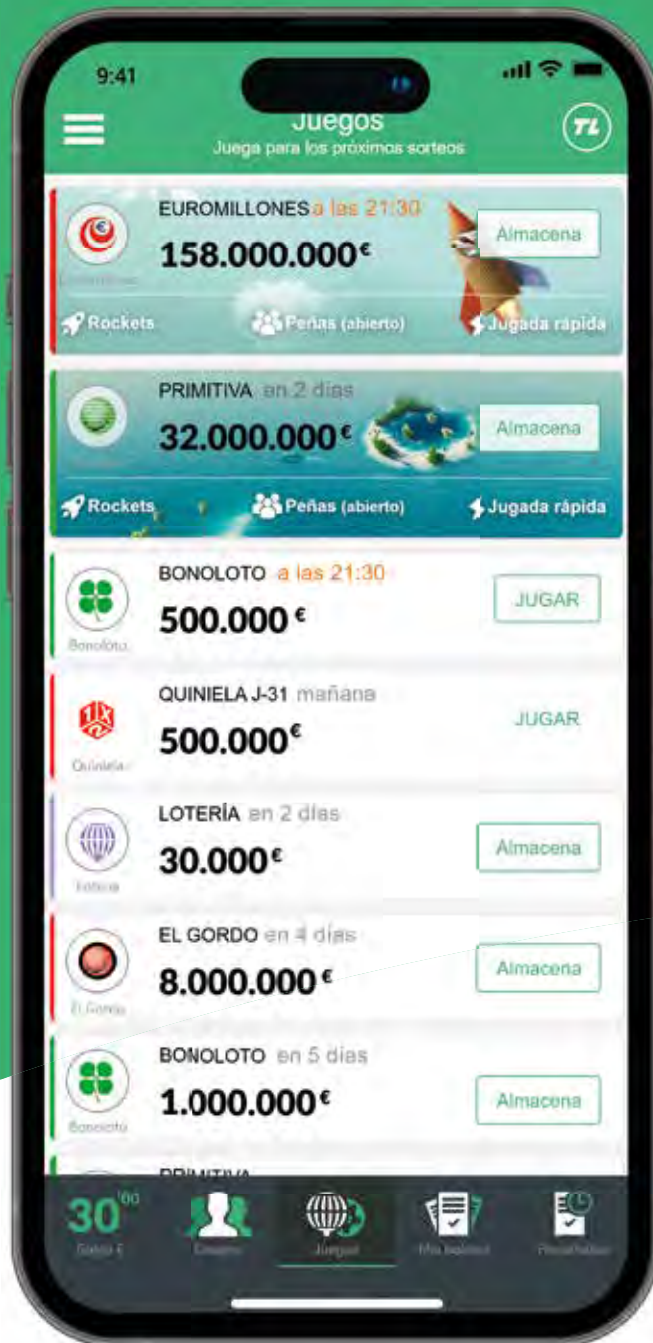 9:41
Juegos
Juega para los próximos sorteos
TL
EUROMILLONES a las 21:30
158.000.000€
Almacena
Rockets
Peñas (abierto)
Jugada rápida
PRIMITIVA en 2 días
32.000.000€
Almacena
Rockets
Peñas (abierto)
Jugada rápida
BONOLOTO a las 21:30
500.000 €
JUGAR
Bonoloto
QUINIELA J-31 mañana
500.000€
JUGAR
1X2
Quiniela
LOTERÍA en 2 días
30.000€
Almacena
EL GORDO en 4 días
8.000.000 €
Almacena
El Gordo
BONOLOTO en 5 días
1.000.000€
Almacena
Bonoloto
PRIMITIVA
30'00
Juegos